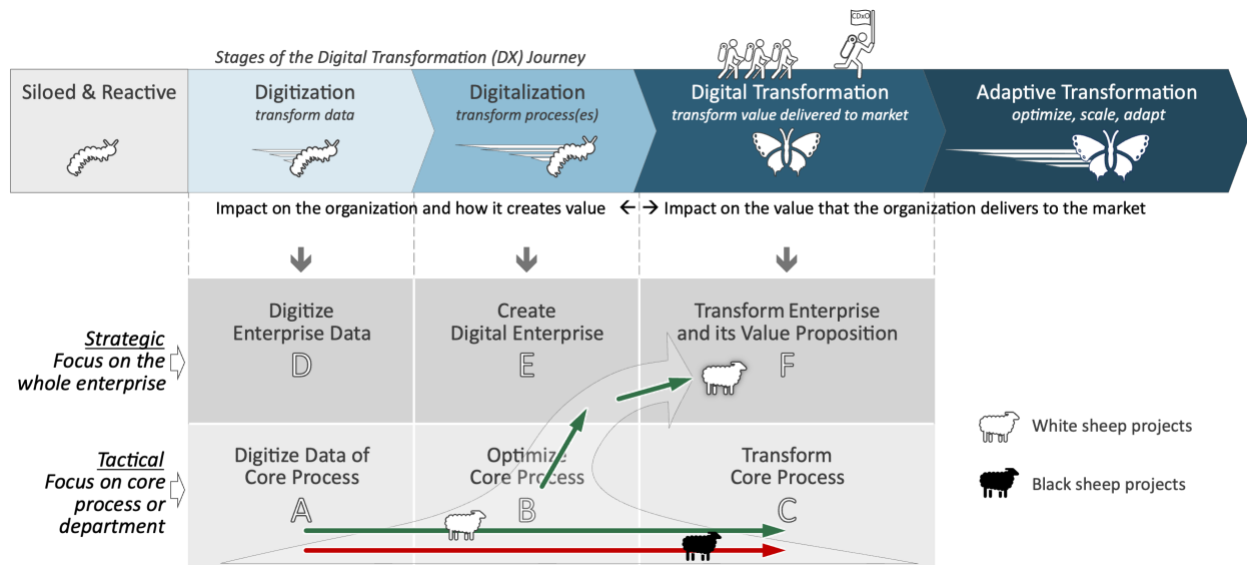 CDxO
Stages of the Digital Transformation (DX) Journey
Siloed & Reactive
Digitization
transform data
Digitalization
transform process(es)
Digital Transformation
transform value delivered to market
Adaptive Transformation
optimize, scale, adapt
Impact on the organization and how it creates value ← → Impact on the value that the organization delivers to the market
Strategic
Focus on the
whole enterprise
Digitize
Enterprise Data
D
Create
Digital Enterprise
E
Transform Enterprise
and its Value Proposition
F
Tactical
Focus on core
process or
department
Digitize Data of
Core Process
A
Optimize
Core Process
B
Transform
Core Process
C
White sheep projects
Black sheep projects